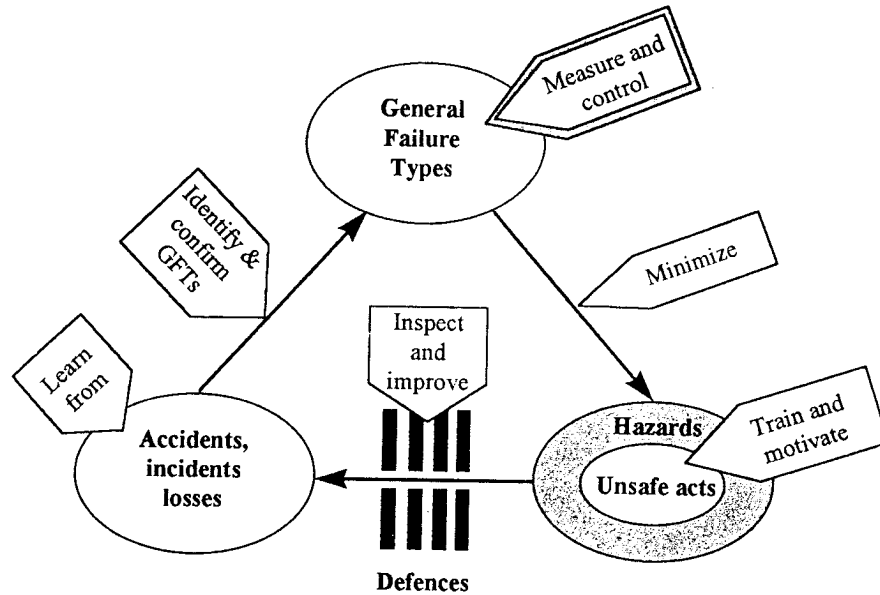 General
Failure
Types
Measure and
control
Identify &
confirm
GFTs
Minimize
Inspect
and
improve
Learn
from
Accidents,
incidents
losses
Hazards
Unsafe acts
Train and
motivate
Defences